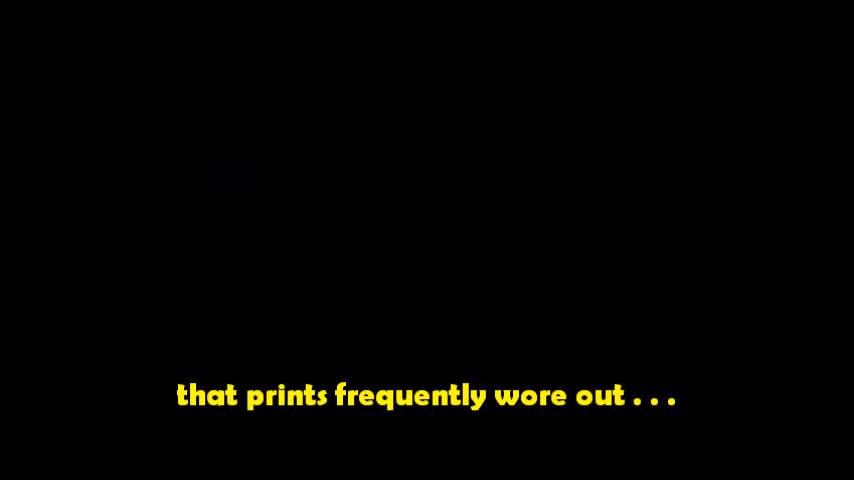 that prints frequently wore out . . .